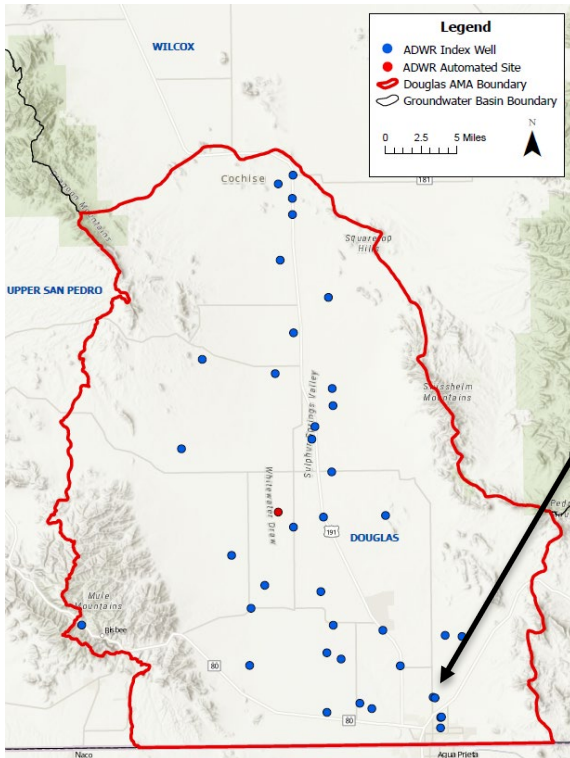 Legend
ADWR Index Well
ADWR Automated Site
Douglas AMA Boundary
Groundwater Basin Boundary
0 2.5 5 Miles
N
WILCOX
Cochise
181
Dragoon Mountains
Squaretop
Hills
UPPER SAN PEDRO
Swisshelm
Mountains
Sulphur Springs Valley
Whitewater Draw
191
DOUGLAS
Mule
Mountains
Bisbee
80
80
Naco
Agua Prieta